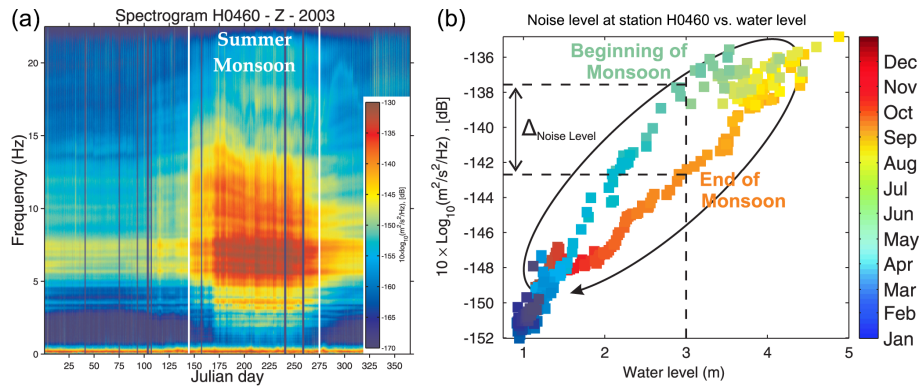 (a)
Spectrogram H0460 - Z - 2003
Summer
Monsoon
Frequency (Hz)
20
15
10
5
0
0 25 50 75 100 125 150 175 200 225 250 275 300 325 350
Julian day
-130
-135
-140
-145
-150
-155
-160
-165
-170
10×log10(m²/s²/Hz), [dB]
(b)
Noise level at station H0460 vs. water level
10 × Log10(m²/s²/Hz) , [dB]
-136
-138
-140
-142
-144
-146
-148
-150
-152
Beginning of
Monsoon
ΔNoise Level
End of
Monsoon
1 2 3 4 5
Water level (m)
Dec
Nov
Oct
Sep
Aug
Jul
Jun
May
Apr
Mar
Feb
Jan